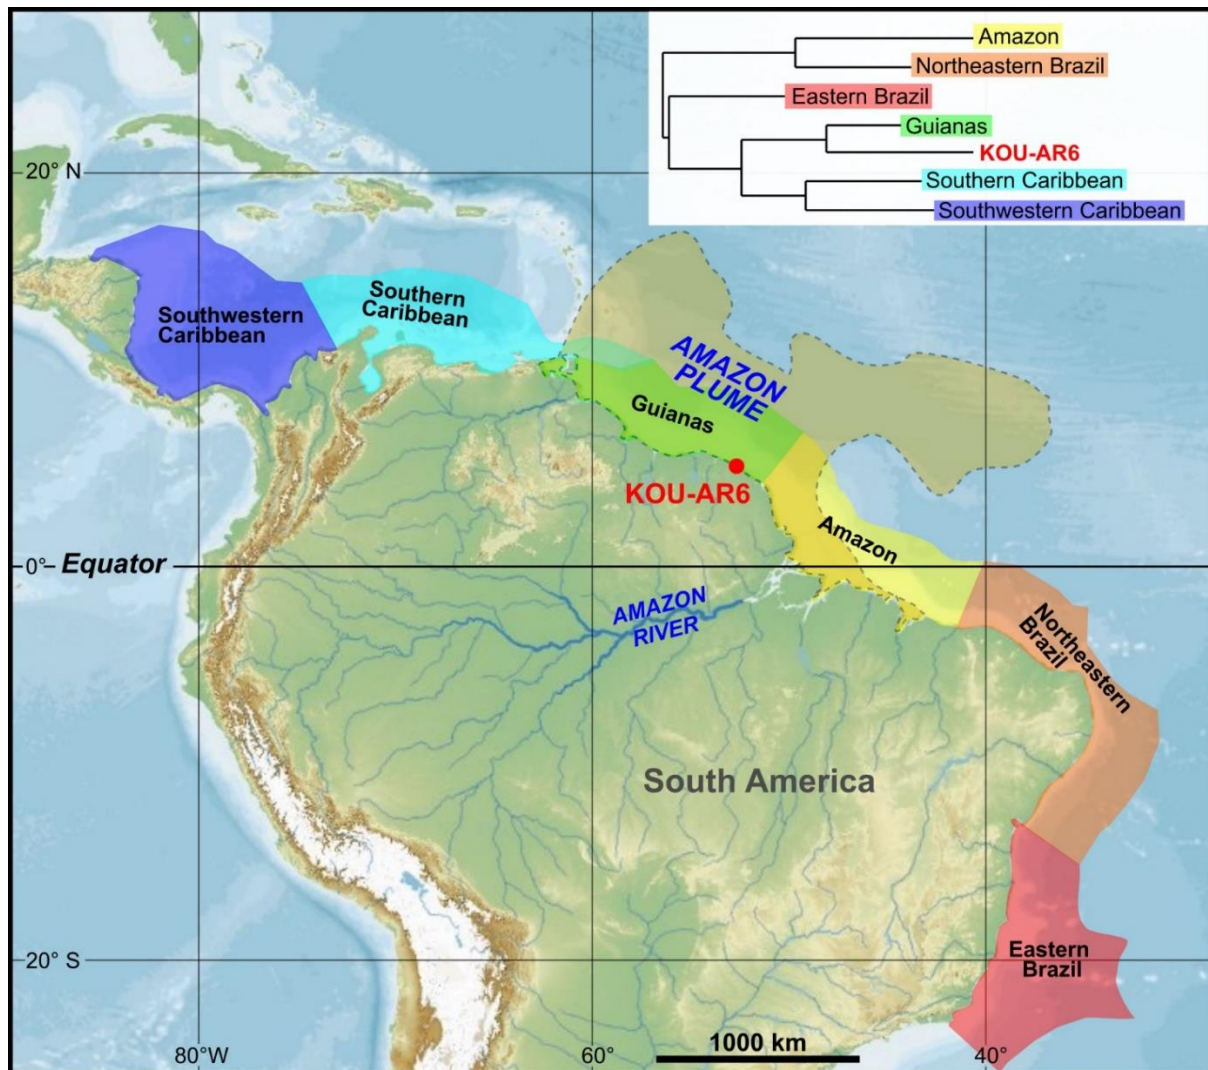 Amazon
Northeastern Brazil
Eastern Brazil
Guianas
KOU-AR6
Southern Caribbean
Southwestern Caribbean
20° N
Southwestern
Caribbean
Southern
Caribbean
AMAZON
PLUME
Guianas
KOU-AR6
Amazon
0° Equator
AMAZON
RIVER
Northeastern
Brazil
South America
Eastern
Brazil
20° S
1000 km
80°W
60°
40°